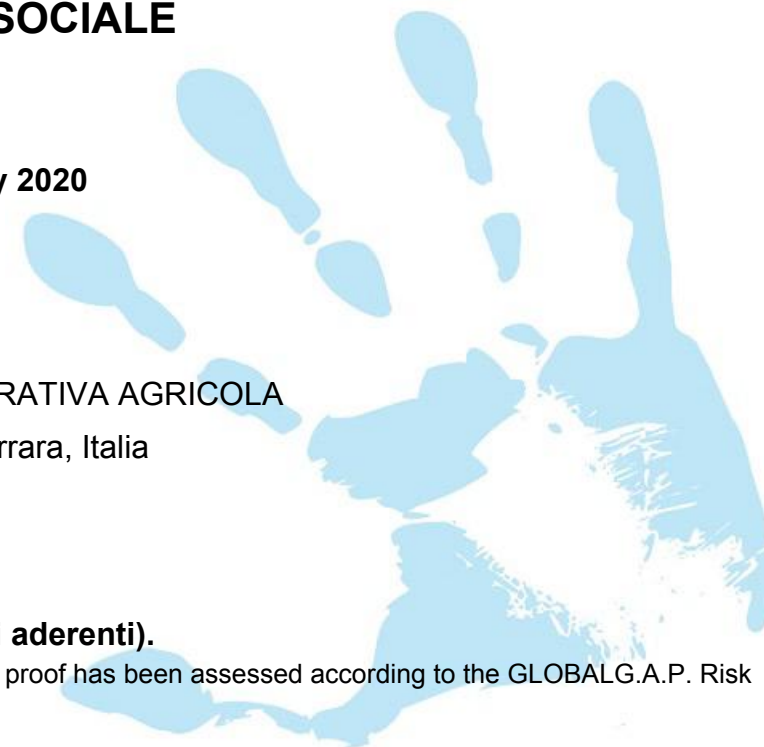 SOCIALE
y 2020
RATIVA AGRICOLA
rrara, Italia
aderenti).
proof has been assessed according to the GLOBALG.A.P. Risk